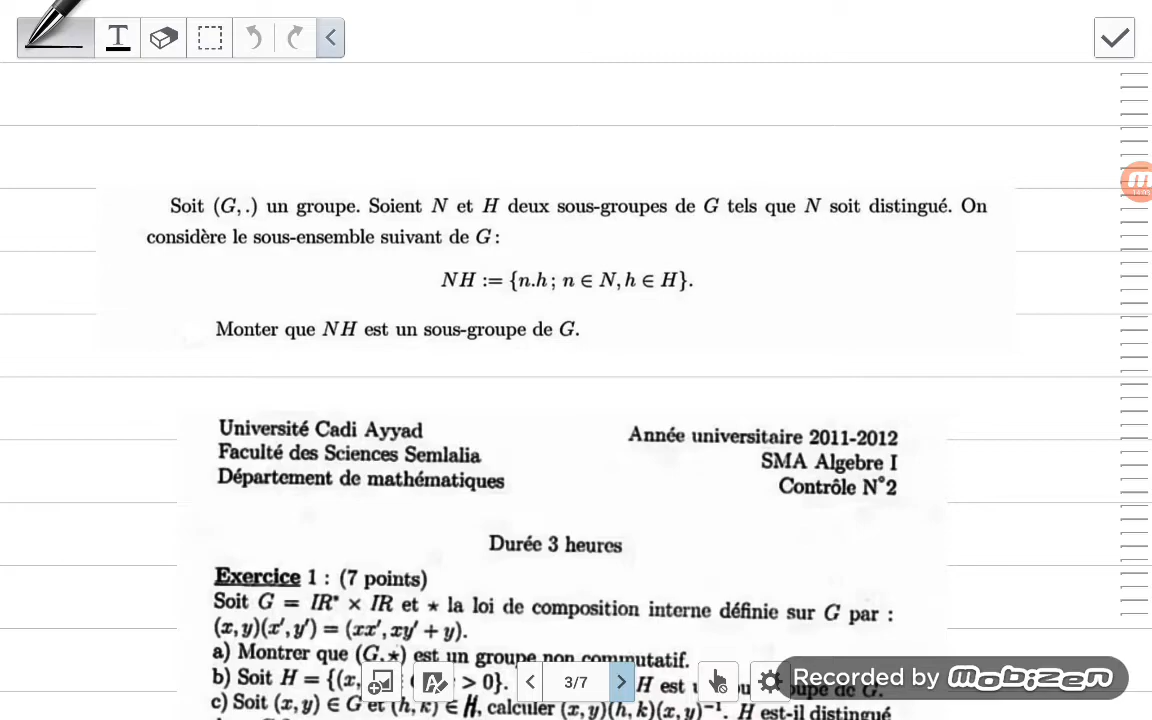 T
Soit (G, .) un groupe. Soient N et H deux sous-groupes de G tels que N soit distingué. On
considère le sous-ensemble suivant de G :
NH := {n.h ; n ∈ N, h ∈ H}.
Monter que NH est un sous-groupe de G.
Université Cadi Ayyad
Faculté des Sciences Semlalia
Département de mathématiques
Année universitaire 2011-2012
SMA Algebre I
Contrôle N°2
Durée 3 heures
Exercice 1 : (7 points)
Soit G = IR* × IR et ⋆ la loi de composition interne définie sur G par :
(x, y)(x', y') = (xx', xy' + y).
a) Montrer que (G, ⋆) est un groupe non commutatif.
b) Soit H = {(x, > 0}. H est
c) Soit (x, y) ∈ G et (h, k) ∈ H, calculer (x, y)(h, k)(x, y)⁻¹. H est-il distingué
3/7
Recorded by mobizen